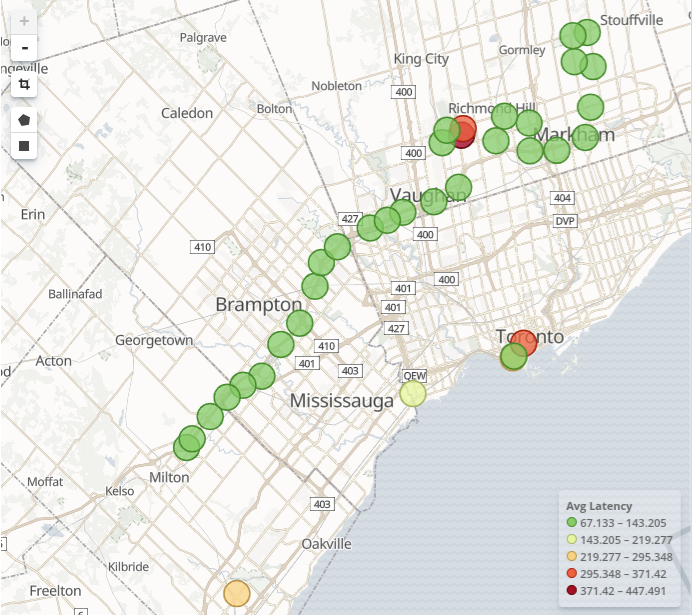 +
Stouffville
Palgrave
Gormley
-
King City
ngeville
Nobleton
400
Richmond Hill
Caledon
Bolton
Markham
400
Vaughan
404
Erin
427
DVP
410
400
400
401
Ballinafad
Brampton
401
427
Toronto
Georgetown
410
Acton
401
403
QEW
Mississauga
Milton
Moffat
Kelso
403
Oakville
Kilbride
Freelton
6
Avg Latency
67.133 – 143.205
143.205 – 219.277
219.277 – 295.348
295.348 – 371.42
371.42 – 447.491